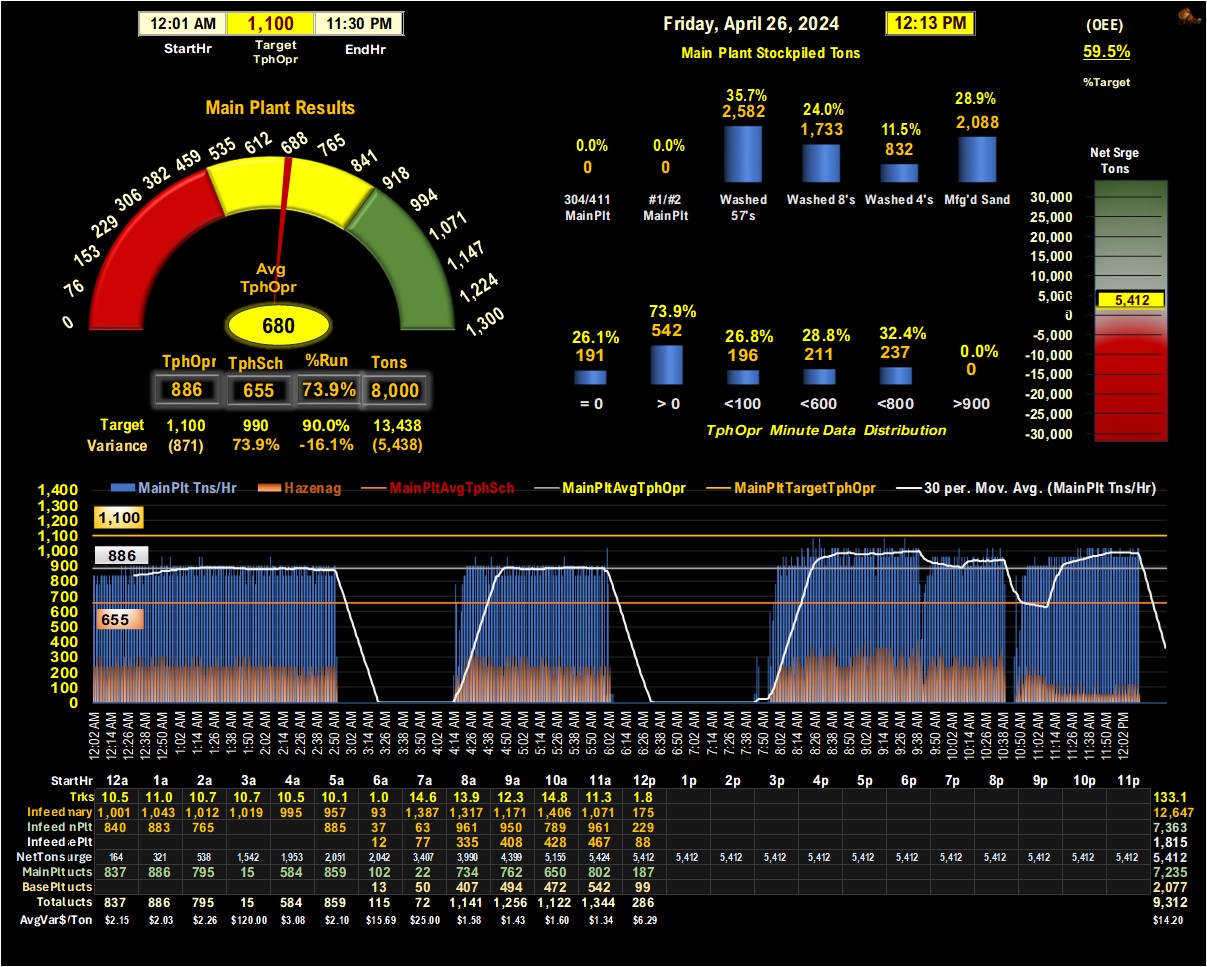 12:01 AM 1,100 11:30 PM
StartHr Target TphOpr EndHr
Friday, April 26, 2024 12:13 PM
(OEE)
59.5%
%Target
Main Plant Stockpiled Tons
0.0% 0.0% 35.7% 24.0% 11.5% 28.9%
0 0 2,582 1,733 832 2,088
304/411 MainPlt #1/#2 MainPlt Washed 57's Washed 8's Washed 4's Mfg'd Sand
Main Plant Results
0 76 153 229 306 382 459 535 612 688 765 841 918 994 1,071 1,147 1,224 1,300
Avg
TphOpr
680
TphOpr TphSch %Run Tons
886 655 73.9% 8,000
Target 1,100 990 90.0% 13,438
Variance (871) 73.9% -16.1% (5,438)
26.1% 73.9% 26.8% 28.8% 32.4% 0.0%
191 542 196 211 237 0
= 0 > 0 <100 <600 <800 >900
TphOpr Minute Data Distribution
Net Srge
Tons
30,000
25,000
20,000
15,000
10,000
5,000
5,412
0
-5,000
-10,000
-15,000
-20,000
-25,000
-30,000
MainPlt Tns/Hr Hazenag MainPltAvgTphSch MainPltAvgTphOpr MainPltTargetTphOpr 30 per. Mov. Avg. (MainPlt Tns/Hr)
1,400
1,300
1,200
1,100
1,000
900
800
700
600
500
400
300
200
100
0
1,100
886
655
12:02 AM 12:14 AM 12:26 AM 12:38 AM 12:50 AM 1:02 AM 1:14 AM 1:26 AM 1:38 AM 1:50 AM 2:02 AM 2:14 AM 2:26 AM 2:38 AM 2:50 AM 3:02 AM 3:14 AM 3:26 AM 3:38 AM 3:50 AM 4:02 AM 4:14 AM 4:26 AM 4:38 AM 4:50 AM 5:02 AM 5:14 AM 5:26 AM 5:38 AM 5:50 AM 6:02 AM 6:14 AM 6:26 AM 6:38 AM 6:50 AM 7:02 AM 7:14 AM 7:26 AM 7:38 AM 7:50 AM 8:02 AM 8:14 AM 8:26 AM 8:38 AM 8:50 AM 9:02 AM 9:14 AM 9:26 AM 9:38 AM 9:50 AM 10:02 AM 10:14 AM 10:26 AM 10:38 AM 10:50 AM 11:02 AM 11:14 AM 11:26 AM 11:38 AM 11:50 AM 12:02 PM
StartHr 12a 1a 2a 3a 4a 5a 6a 7a 8a 9a 10a 11a 12p 1p 2p 3p 4p 5p 6p 7p 8p 9p 10p 11p
Trks 10.5 11.0 10.7 10.7 10.5 10.1 1.0 14.6 13.9 12.3 14.8 11.3 1.8 133.1
Infeed mary 1,001 1,043 1,012 1,019 995 957 93 1,387 1,317 1,171 1,406 1,071 175 12,647
Infeed nPlt 840 883 765 885 37 63 961 950 789 961 229 7,363
Infeed ePlt 12 77 335 408 428 467 88 1,815
NetTonsurge 164 321 538 1,542 1,953 2,051 2,042 3,407 3,990 4,399 5,155 5,424 5,412 5,412 5,412 5,412 5,412 5,412 5,412 5,412 5,412 5,412 5,412 5,412 5,412
MainPlt ucts 837 886 795 15 584 859 102 22 734 762 650 802 187 7,235
BasePlt ucts 13 50 407 494 472 542 99 2,077
Total ucts 837 886 795 15 584 859 115 72 1,141 1,256 1,122 1,344 286 9,312
AvgVar$/Ton $2.15 $2.03 $2.26 $120.00 $3.08 $2.10 $15.69 $25.00 $1.58 $1.43 $1.60 $1.34 $6.29 $14.20